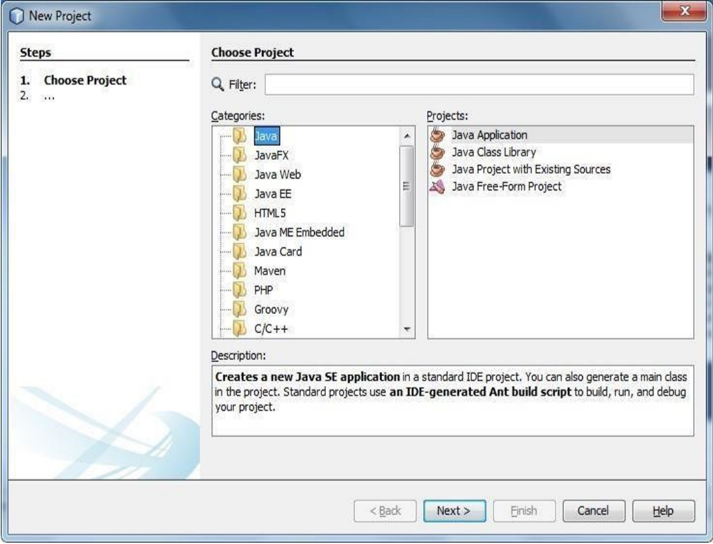 New Project
Steps
1. Choose Project
2. ...
Choose Project
Filter:
Categories:
Java
JavaFX
Java Web
Java EE
HTML5
Java ME Embedded
Java Card
Maven
PHP
Groovy
C/C++
Projects:
Java Application
Java Class Library
Java Project with Existing Sources
Java Free-Form Project
Description:
Creates a new Java SE application in a standard IDE project. You can also generate a main class
in the project. Standard projects use an IDE-generated Ant build script to build, run, and debug
your project.
< Back
Next >
Finish
Cancel
Help